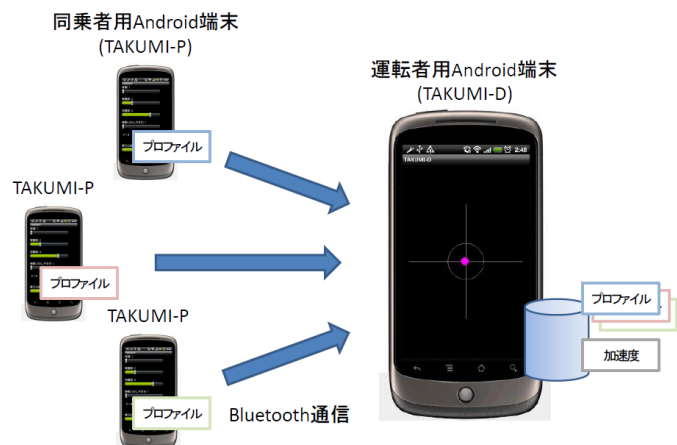 同乗者用Android端末
(TAKUMI-P)
プロファイル
TAKUMI-P
プロファイル
TAKUMI-P
プロファイル
Bluetooth通信
運転者用Android端末
(TAKUMI-D)
2:48
TAKUMI-D
プロファイル
加速度